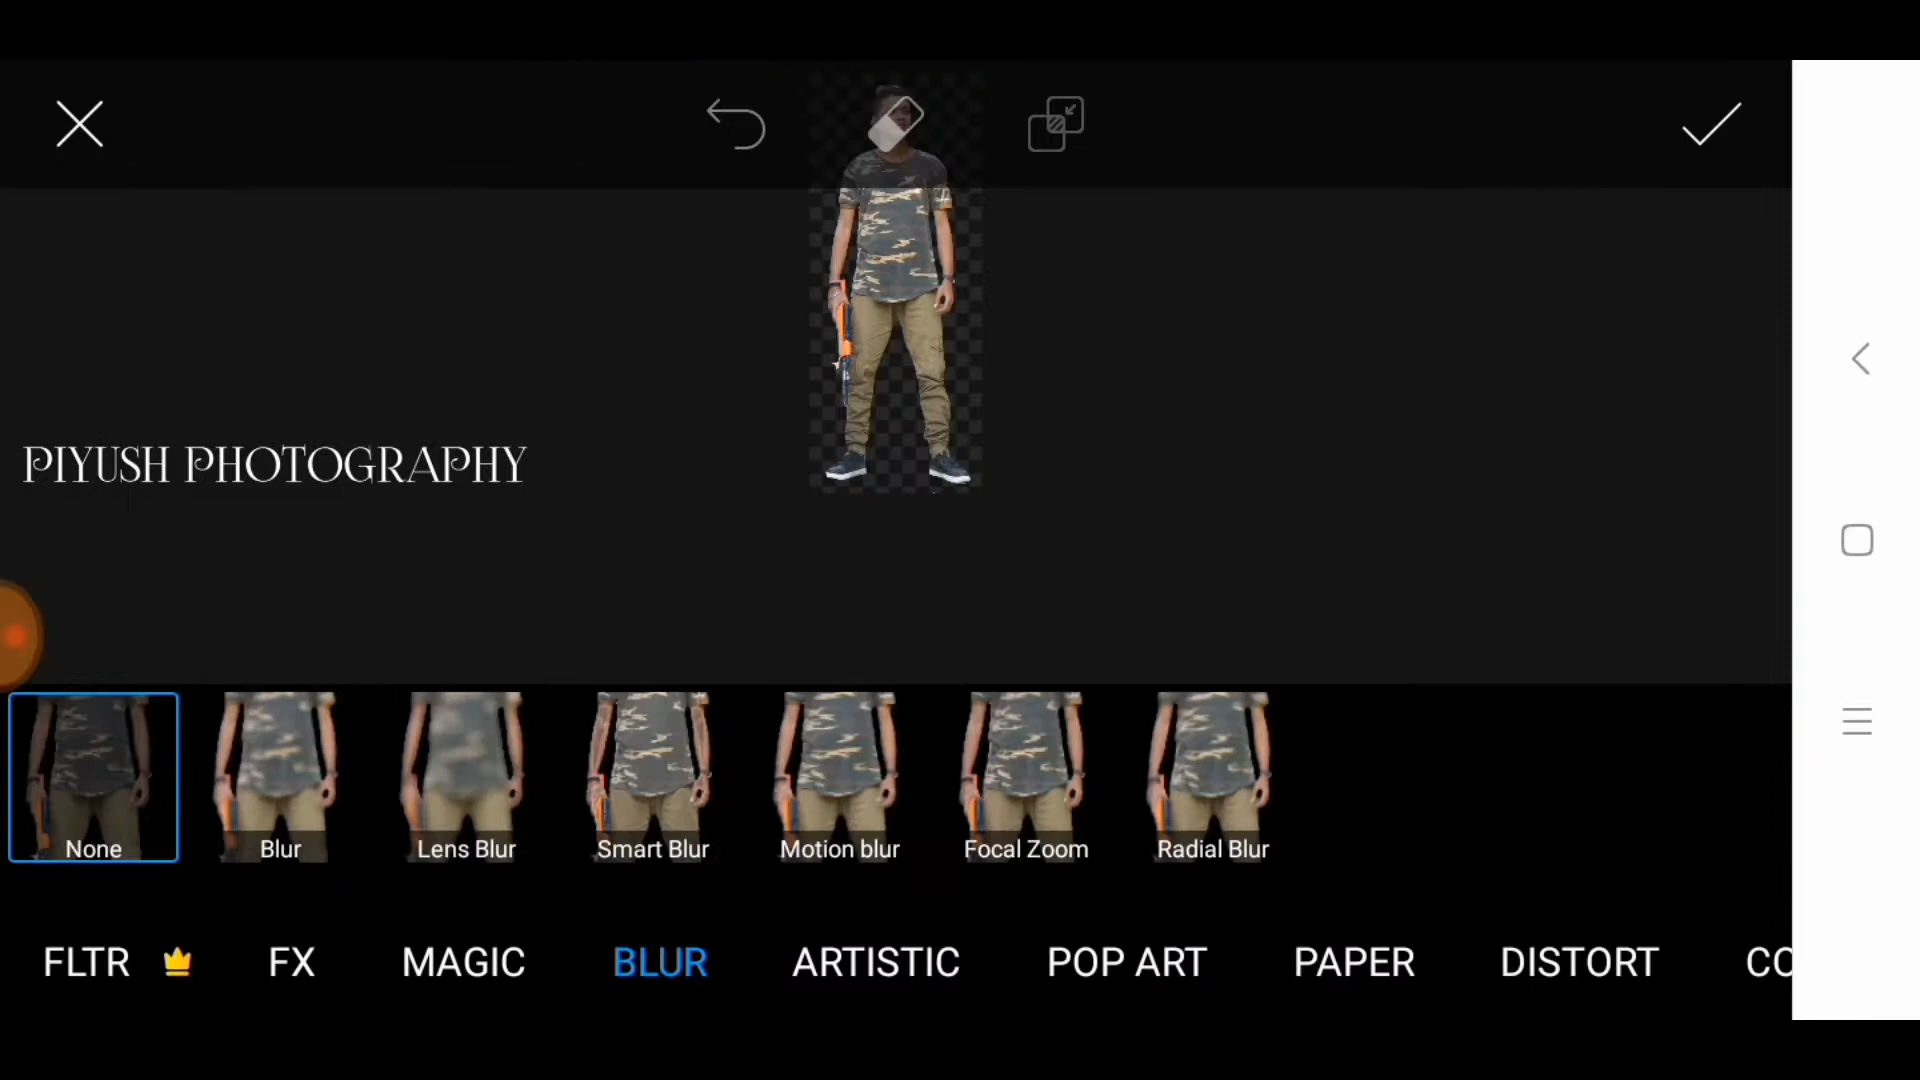 PIYUSH PHOTOGRAPHY
None
Blur
Lens Blur
Smart Blur
Motion blur
Focal Zoom
Radial Blur
FLTR
FX
MAGIC
BLUR
ARTISTIC
POP ART
PAPER
DISTORT
CO